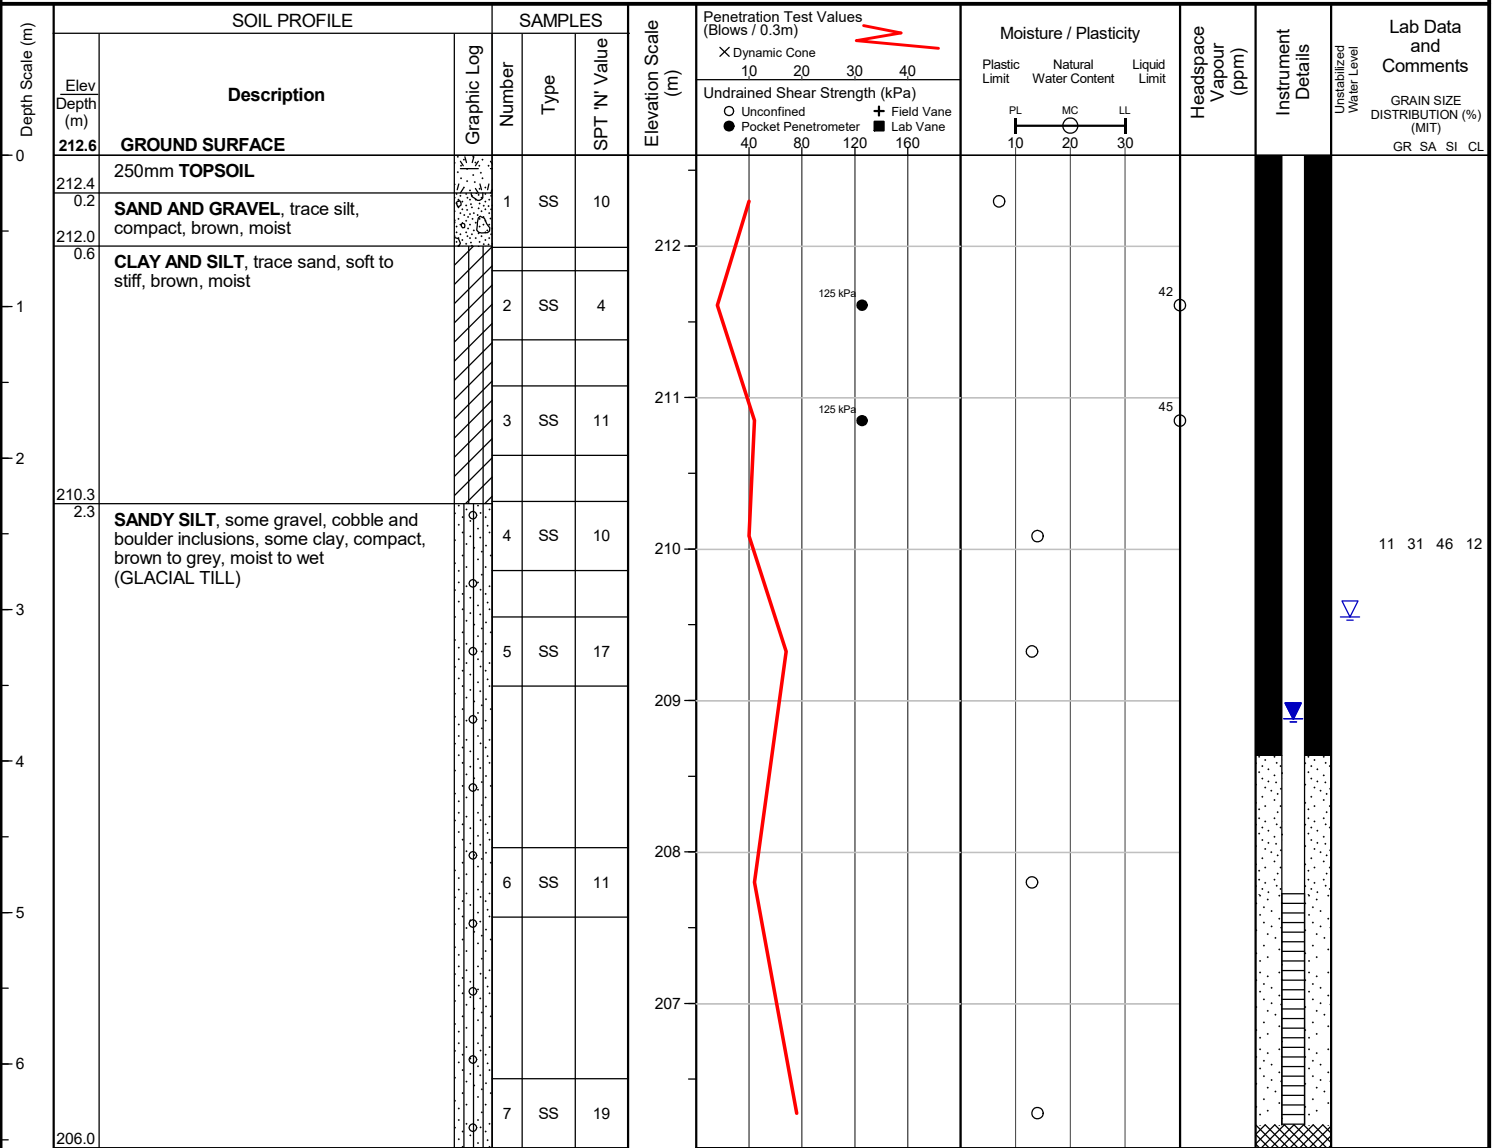 Depth Scale (m)
SOIL PROFILE
Elev
Depth
(m)
Description
Graphic Log
212.6 GROUND SURFACE
SAMPLES
Number
Type
SPT 'N' Value
Elevation Scale
(m)
Penetration Test Values
(Blows / 0.3m)
× Dynamic Cone
10 20 30 40
Undrained Shear Strength (kPa)
Unconfined + Field Vane
Pocket Penetrometer Lab Vane
40 80 120 160
Moisture / Plasticity
Plastic Natural Liquid
Limit Water Content Limit
PL MC LL
10 20 30
Headspace
Vapour
(ppm)
Instrument
Details
Unstabilized
Water Level
Lab Data
and
Comments
GRAIN SIZE
DISTRIBUTION (%)
(MIT)
GR SA SI CL
0
250mm TOPSOIL
212.4
0.2
SAND AND GRAVEL, trace silt,
compact, brown, moist
1 SS 10
212.0
0.6
212
CLAY AND SILT, trace sand, soft to
stiff, brown, moist
1
2 SS 4
125 kPa
42
211
3 SS 11
125 kPa
45
2
210.3
2.3
SANDY SILT, some gravel, cobble and
boulder inclusions, some clay, compact,
brown to grey, moist to wet
(GLACIAL TILL)
4 SS 10
210
11 31 46 12
3
5 SS 17
209
4
208
6 SS 11
5
207
6
7 SS 19
206.0